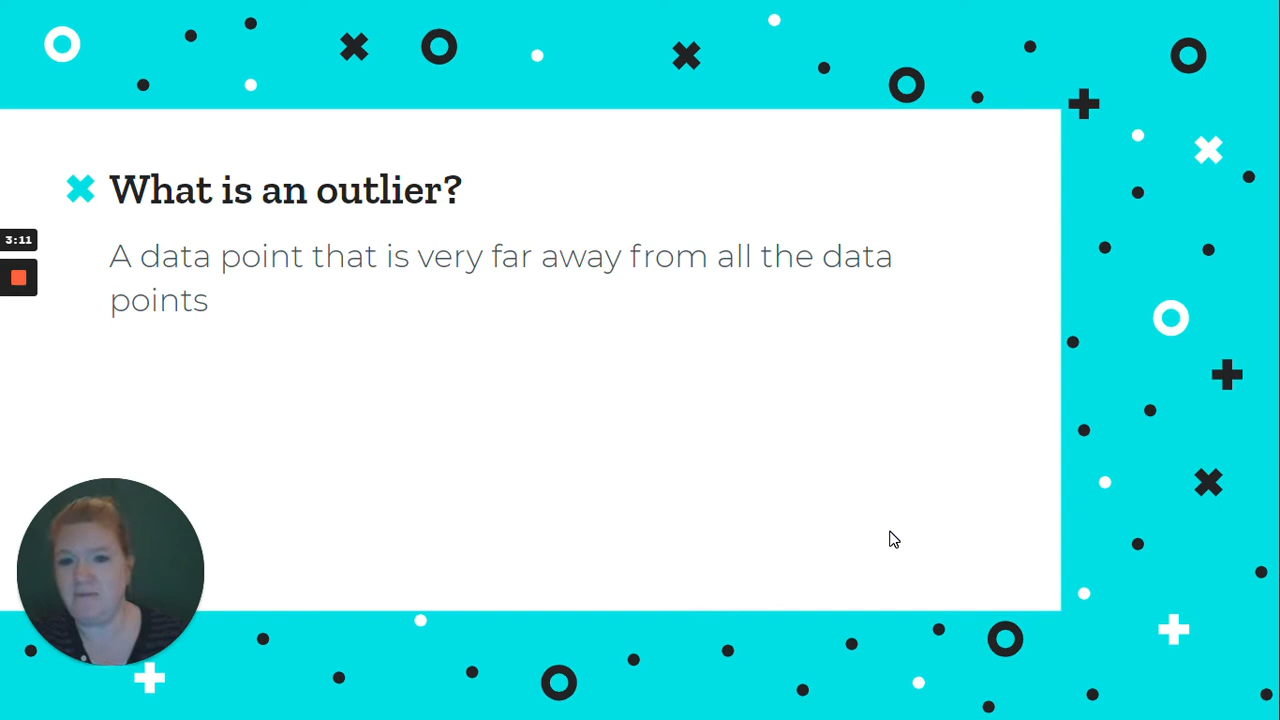 What is an outlier?
3:11
A data point that is very far away from all the data
points